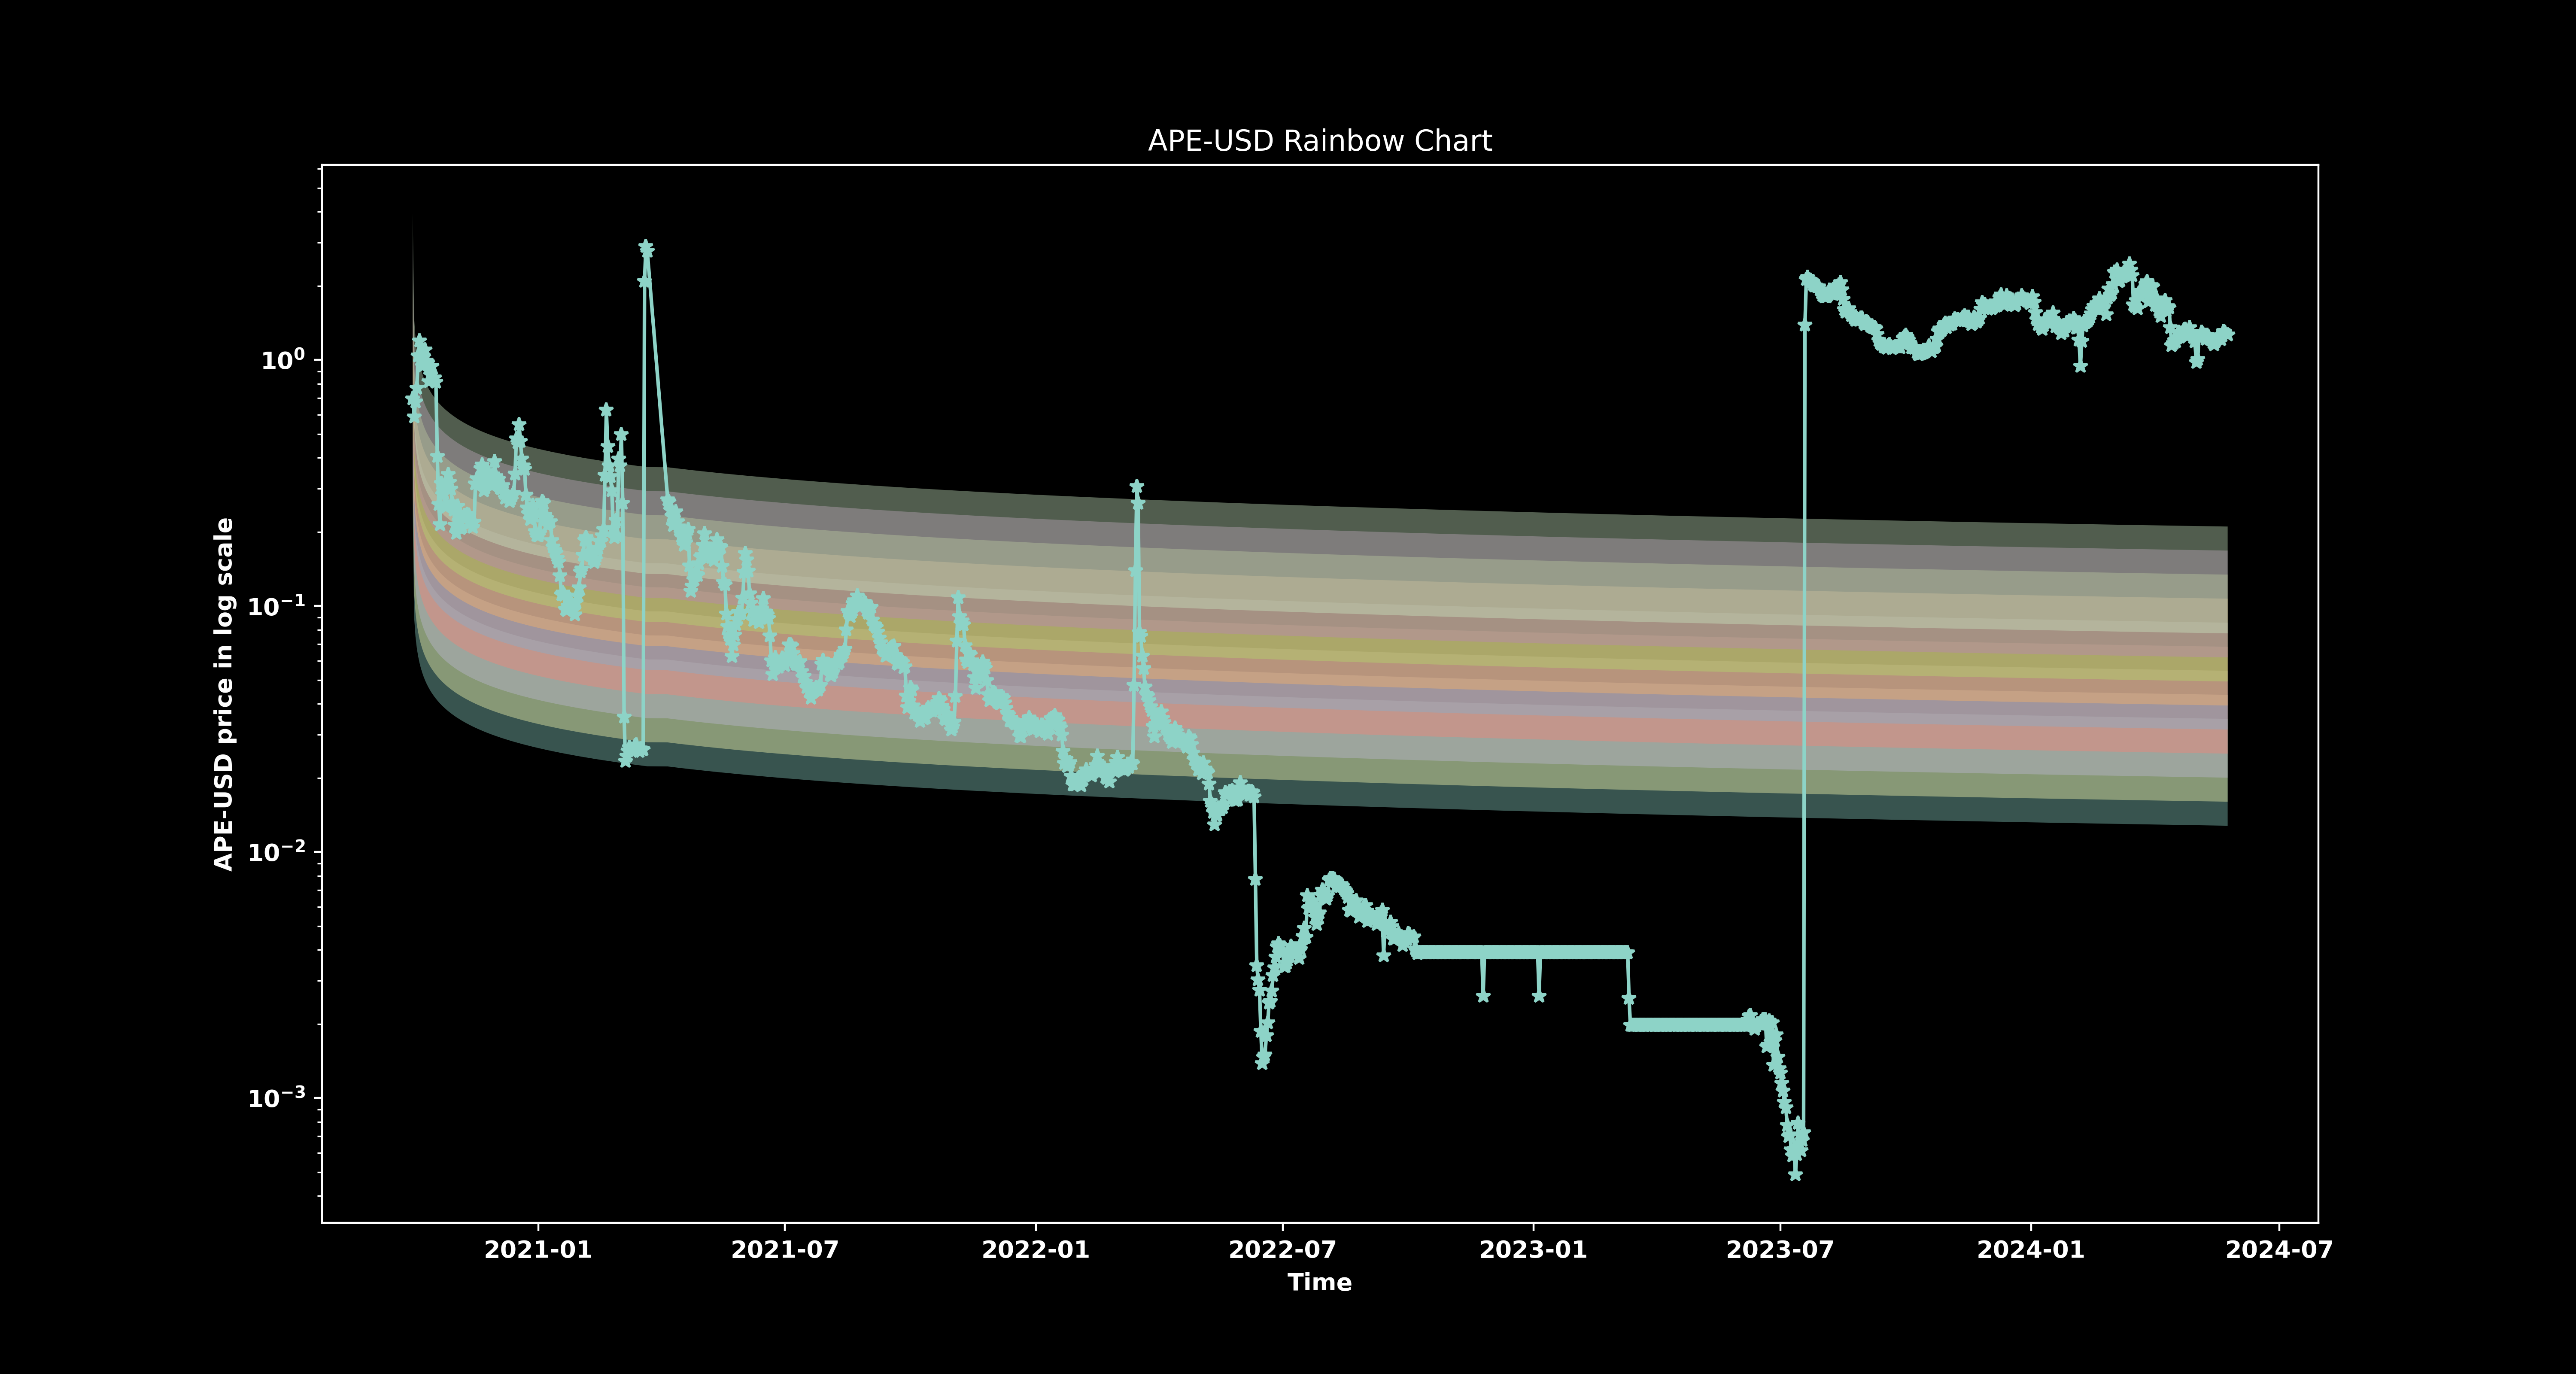 APE-USD Rainbow Chart
APE-USD price in log scale
10⁰
10⁻¹
10⁻²
10⁻³
2021-01 2021-07 2022-01 2022-07 2023-01 2023-07 2024-01 2024-07
Time